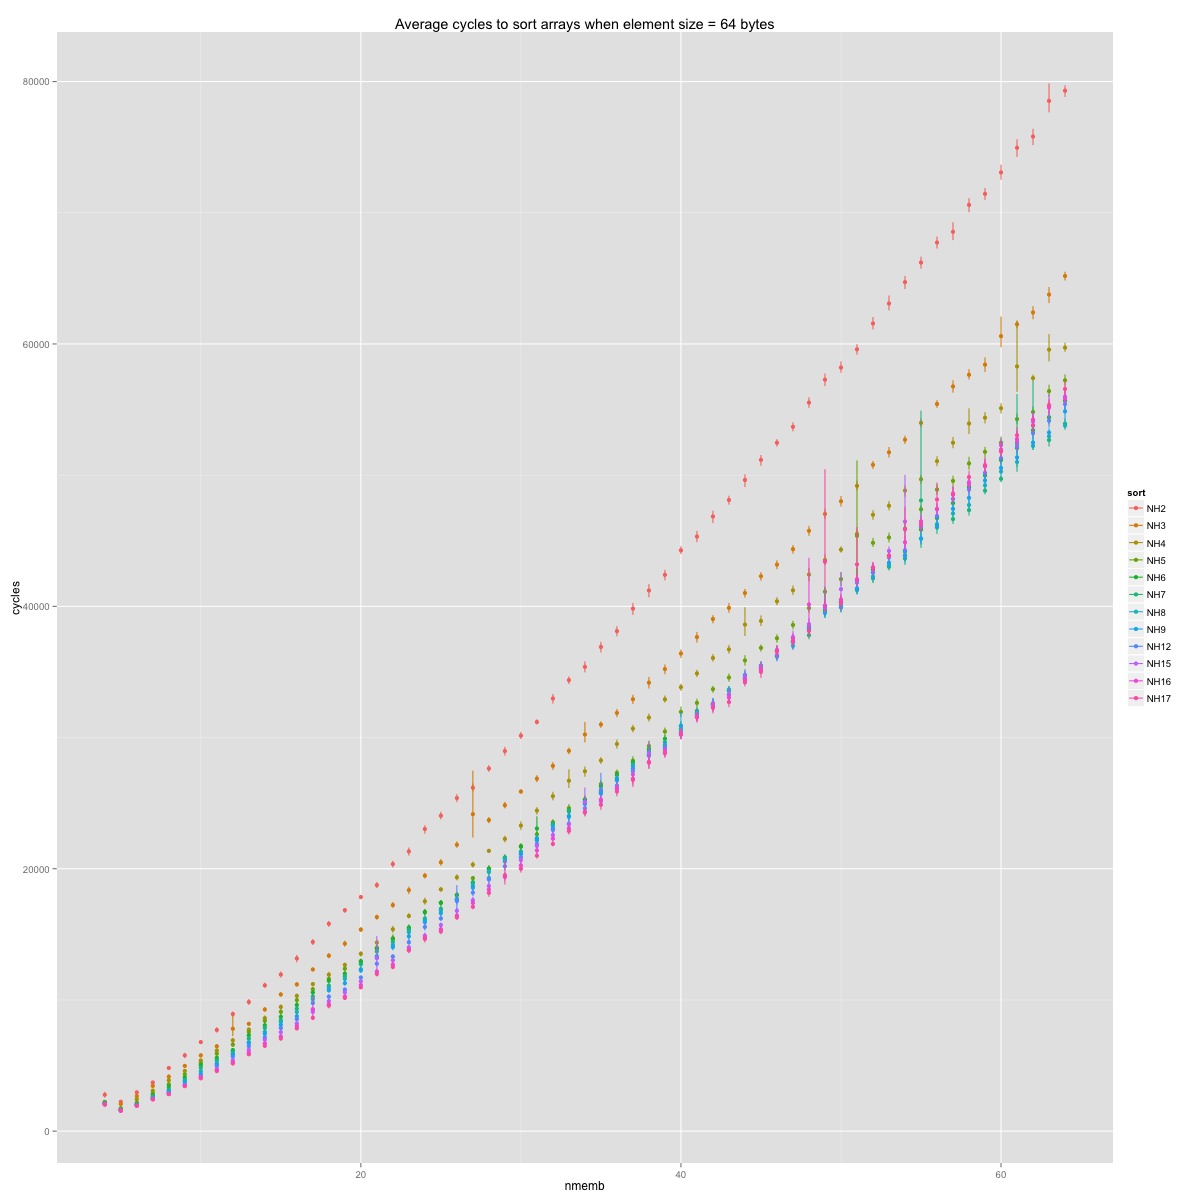 Average cycles to sort arrays when element size = 64 bytes
80000
60000
40000
20000
0
cycles
20
40
60
nmemb
sort
NH2
NH3
NH4
NH5
NH6
NH7
NH8
NH9
NH12
NH15
NH16
NH17